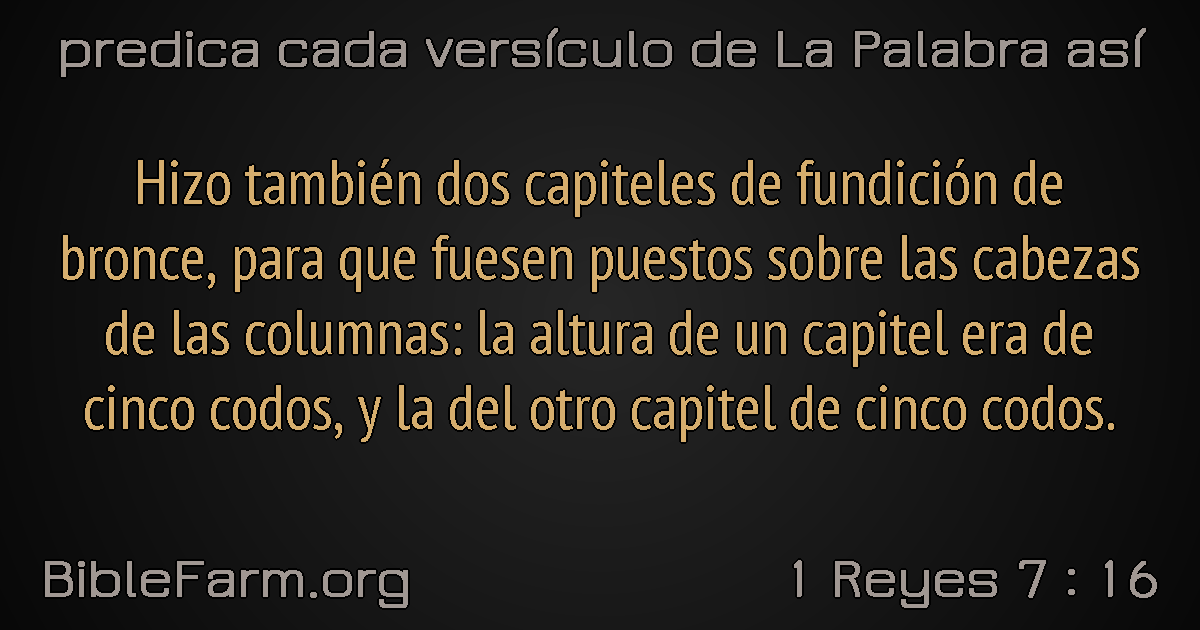 predica cada versículo de La Palabra así
Hizo también dos capiteles de fundición de
bronce, para que fuesen puestos sobre las cabezas
de las columnas: la altura de un capitel era de
cinco codos, y la del otro capitel de cinco codos.
BibleFarm.org
1 Reyes 7 : 16